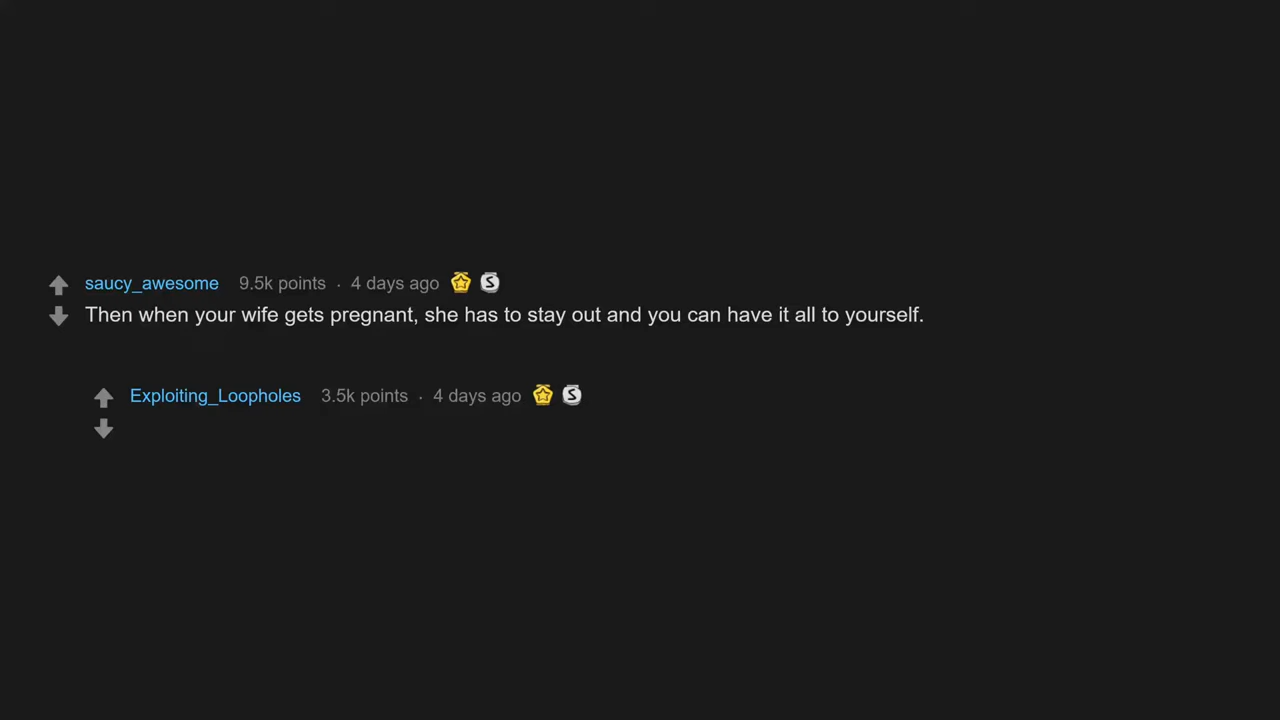 saucy_awesome 9.5k points · 4 days ago
Then when your wife gets pregnant, she has to stay out and you can have it all to yourself.
Exploiting_Loopholes 3.5k points · 4 days ago